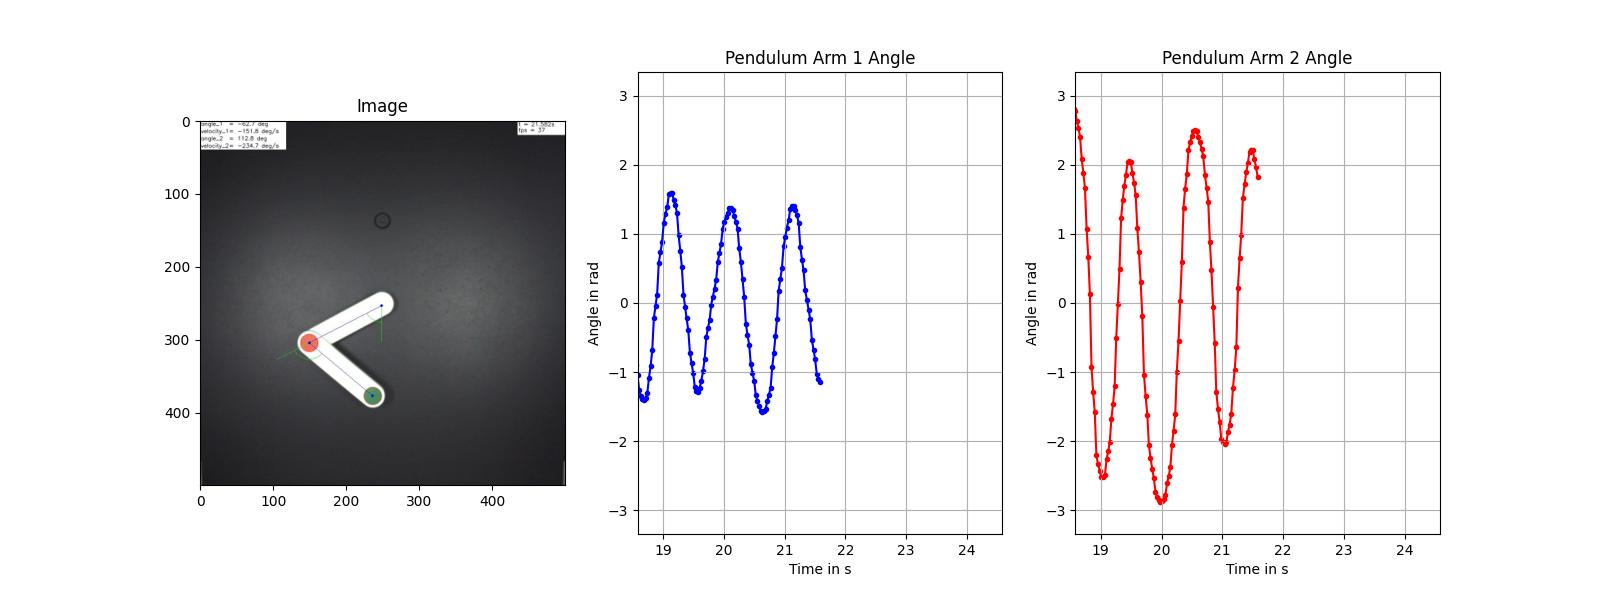 Image
angle_1 = -62.7 deg
velocity_1= -151.8 deg/s
angle_2 = 112.8 deg
velocity_2= -234.7 deg/s
t = 21.582s
fps = 37
0
100
200
300
400
0 100 200 300 400
Pendulum Arm 1 Angle
Angle in rad
3
2
1
0
−1
−2
−3
19 20 21 22 23 24
Time in s
Pendulum Arm 2 Angle
Angle in rad
3
2
1
0
−1
−2
−3
19 20 21 22 23 24
Time in s